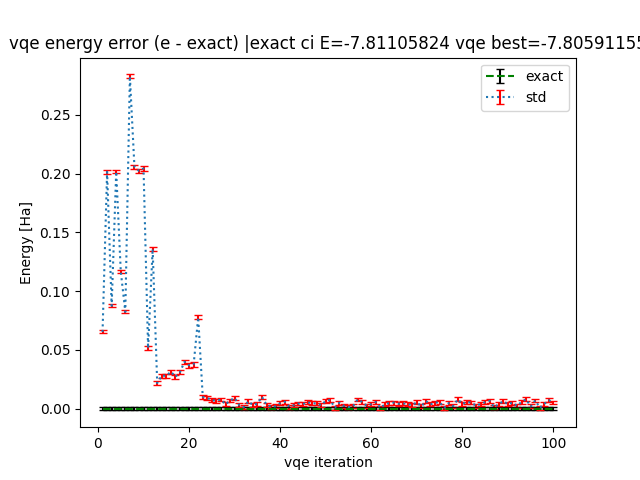 vqe energy error (e - exact) |exact ci E=-7.81105824 vqe best=-7.80591155
exact
std
0.25
0.20
0.15
0.10
0.05
0.00
Energy [Ha]
0
20
40
60
80
100
vqe iteration